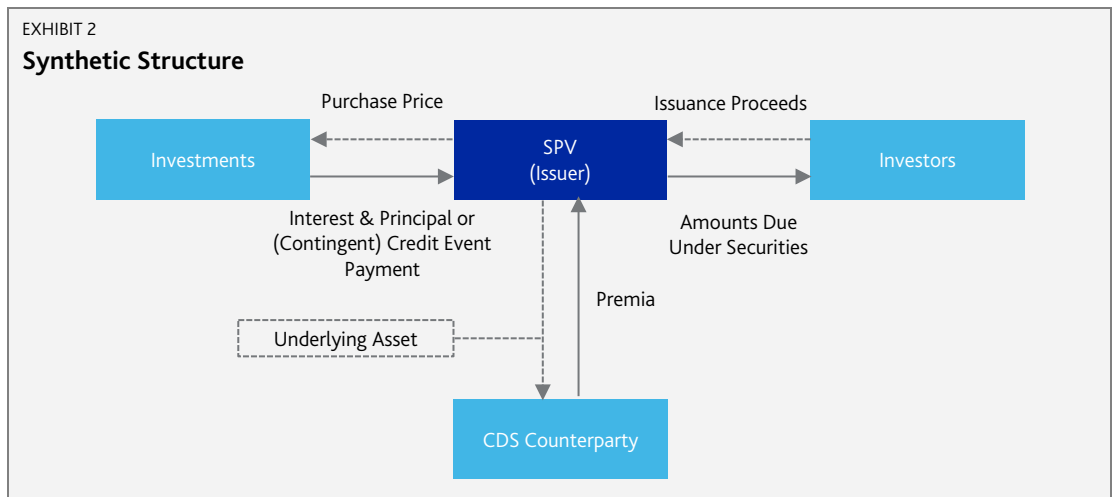 EXHIBIT 2
Synthetic Structure
Purchase Price
Issuance Proceeds
Investments
SPV
(Issuer)
Investors
Interest & Principal or
(Contingent) Credit Event
Payment
Amounts Due
Under Securities
Premia
Underlying Asset
CDS Counterparty